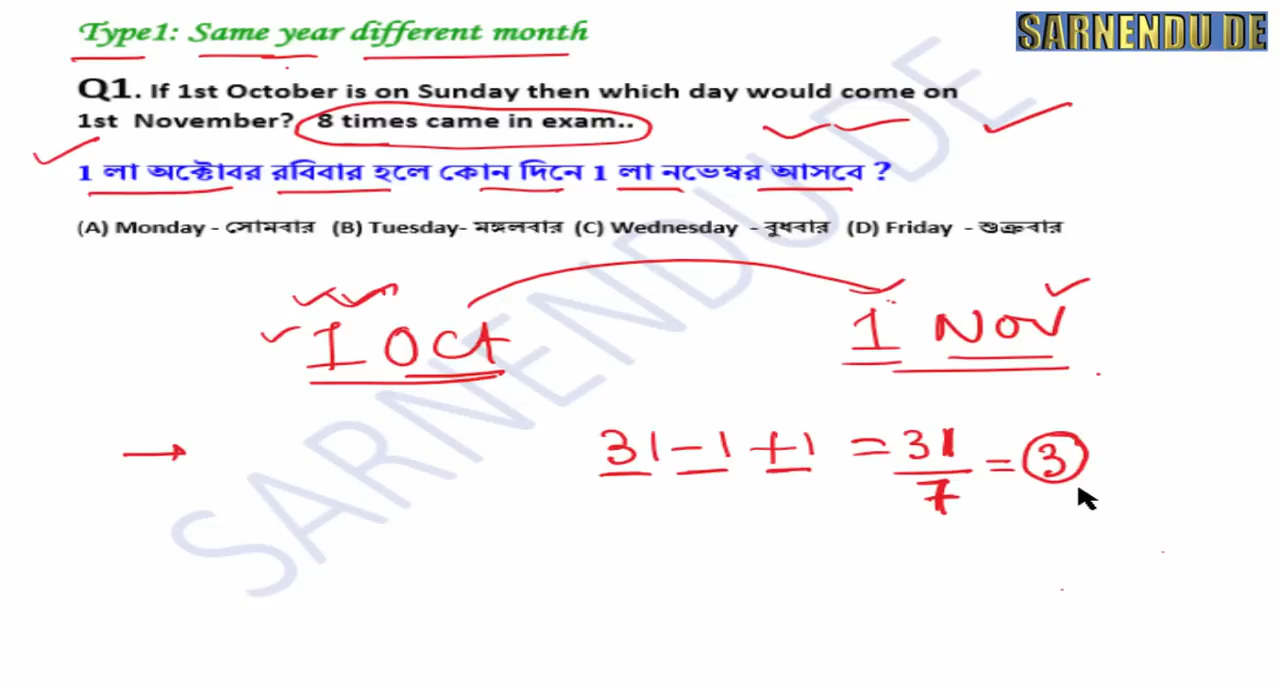 Type1: Same year different month
SARNENDU DE
Q1. If 1st October is on Sunday then which day would come on
1st November? 8 times came in exam..
1 লা অক্টোবর রবিবার হলে কোন দিনে 1 লা নভেম্বর আসবে ?
(A) Monday - সোমবার (B) Tuesday- মঙ্গলবার (C) Wednesday - বুধবার (D) Friday - শুক্রবার
1 Oct 1 Nov
31 - 1 + 1 = 31/7 = 3
SARNENDU DE